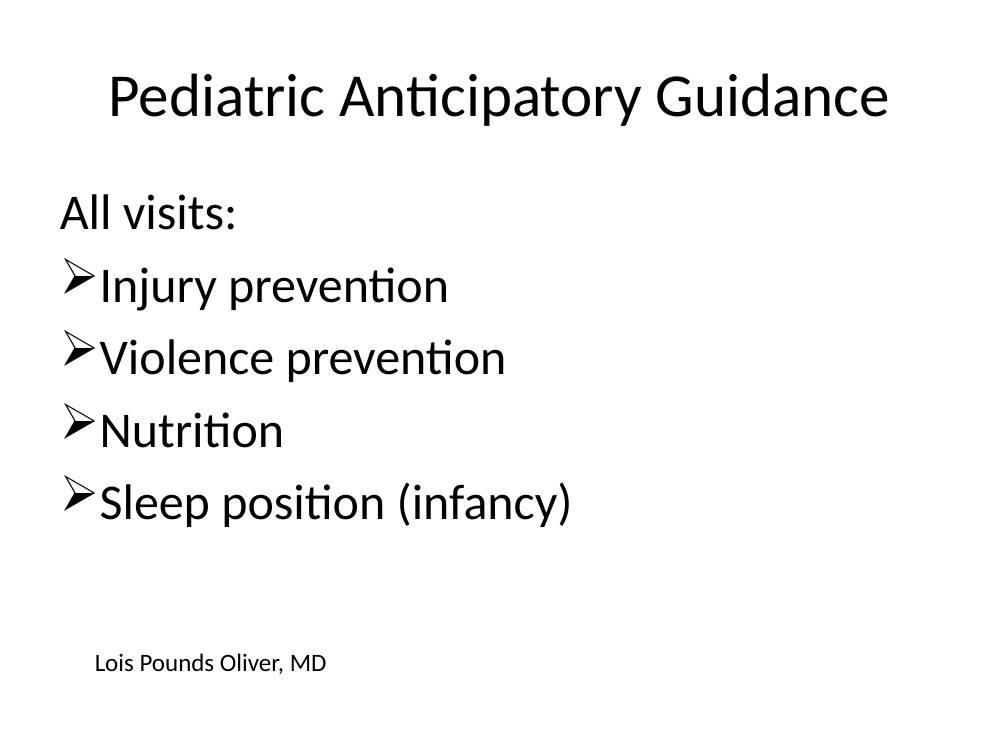 Pediatric Anticipatory Guidance
All visits:
➢Injury prevention
➢Violence prevention
➢Nutrition
➢Sleep position (infancy)
Lois Pounds Oliver, MD